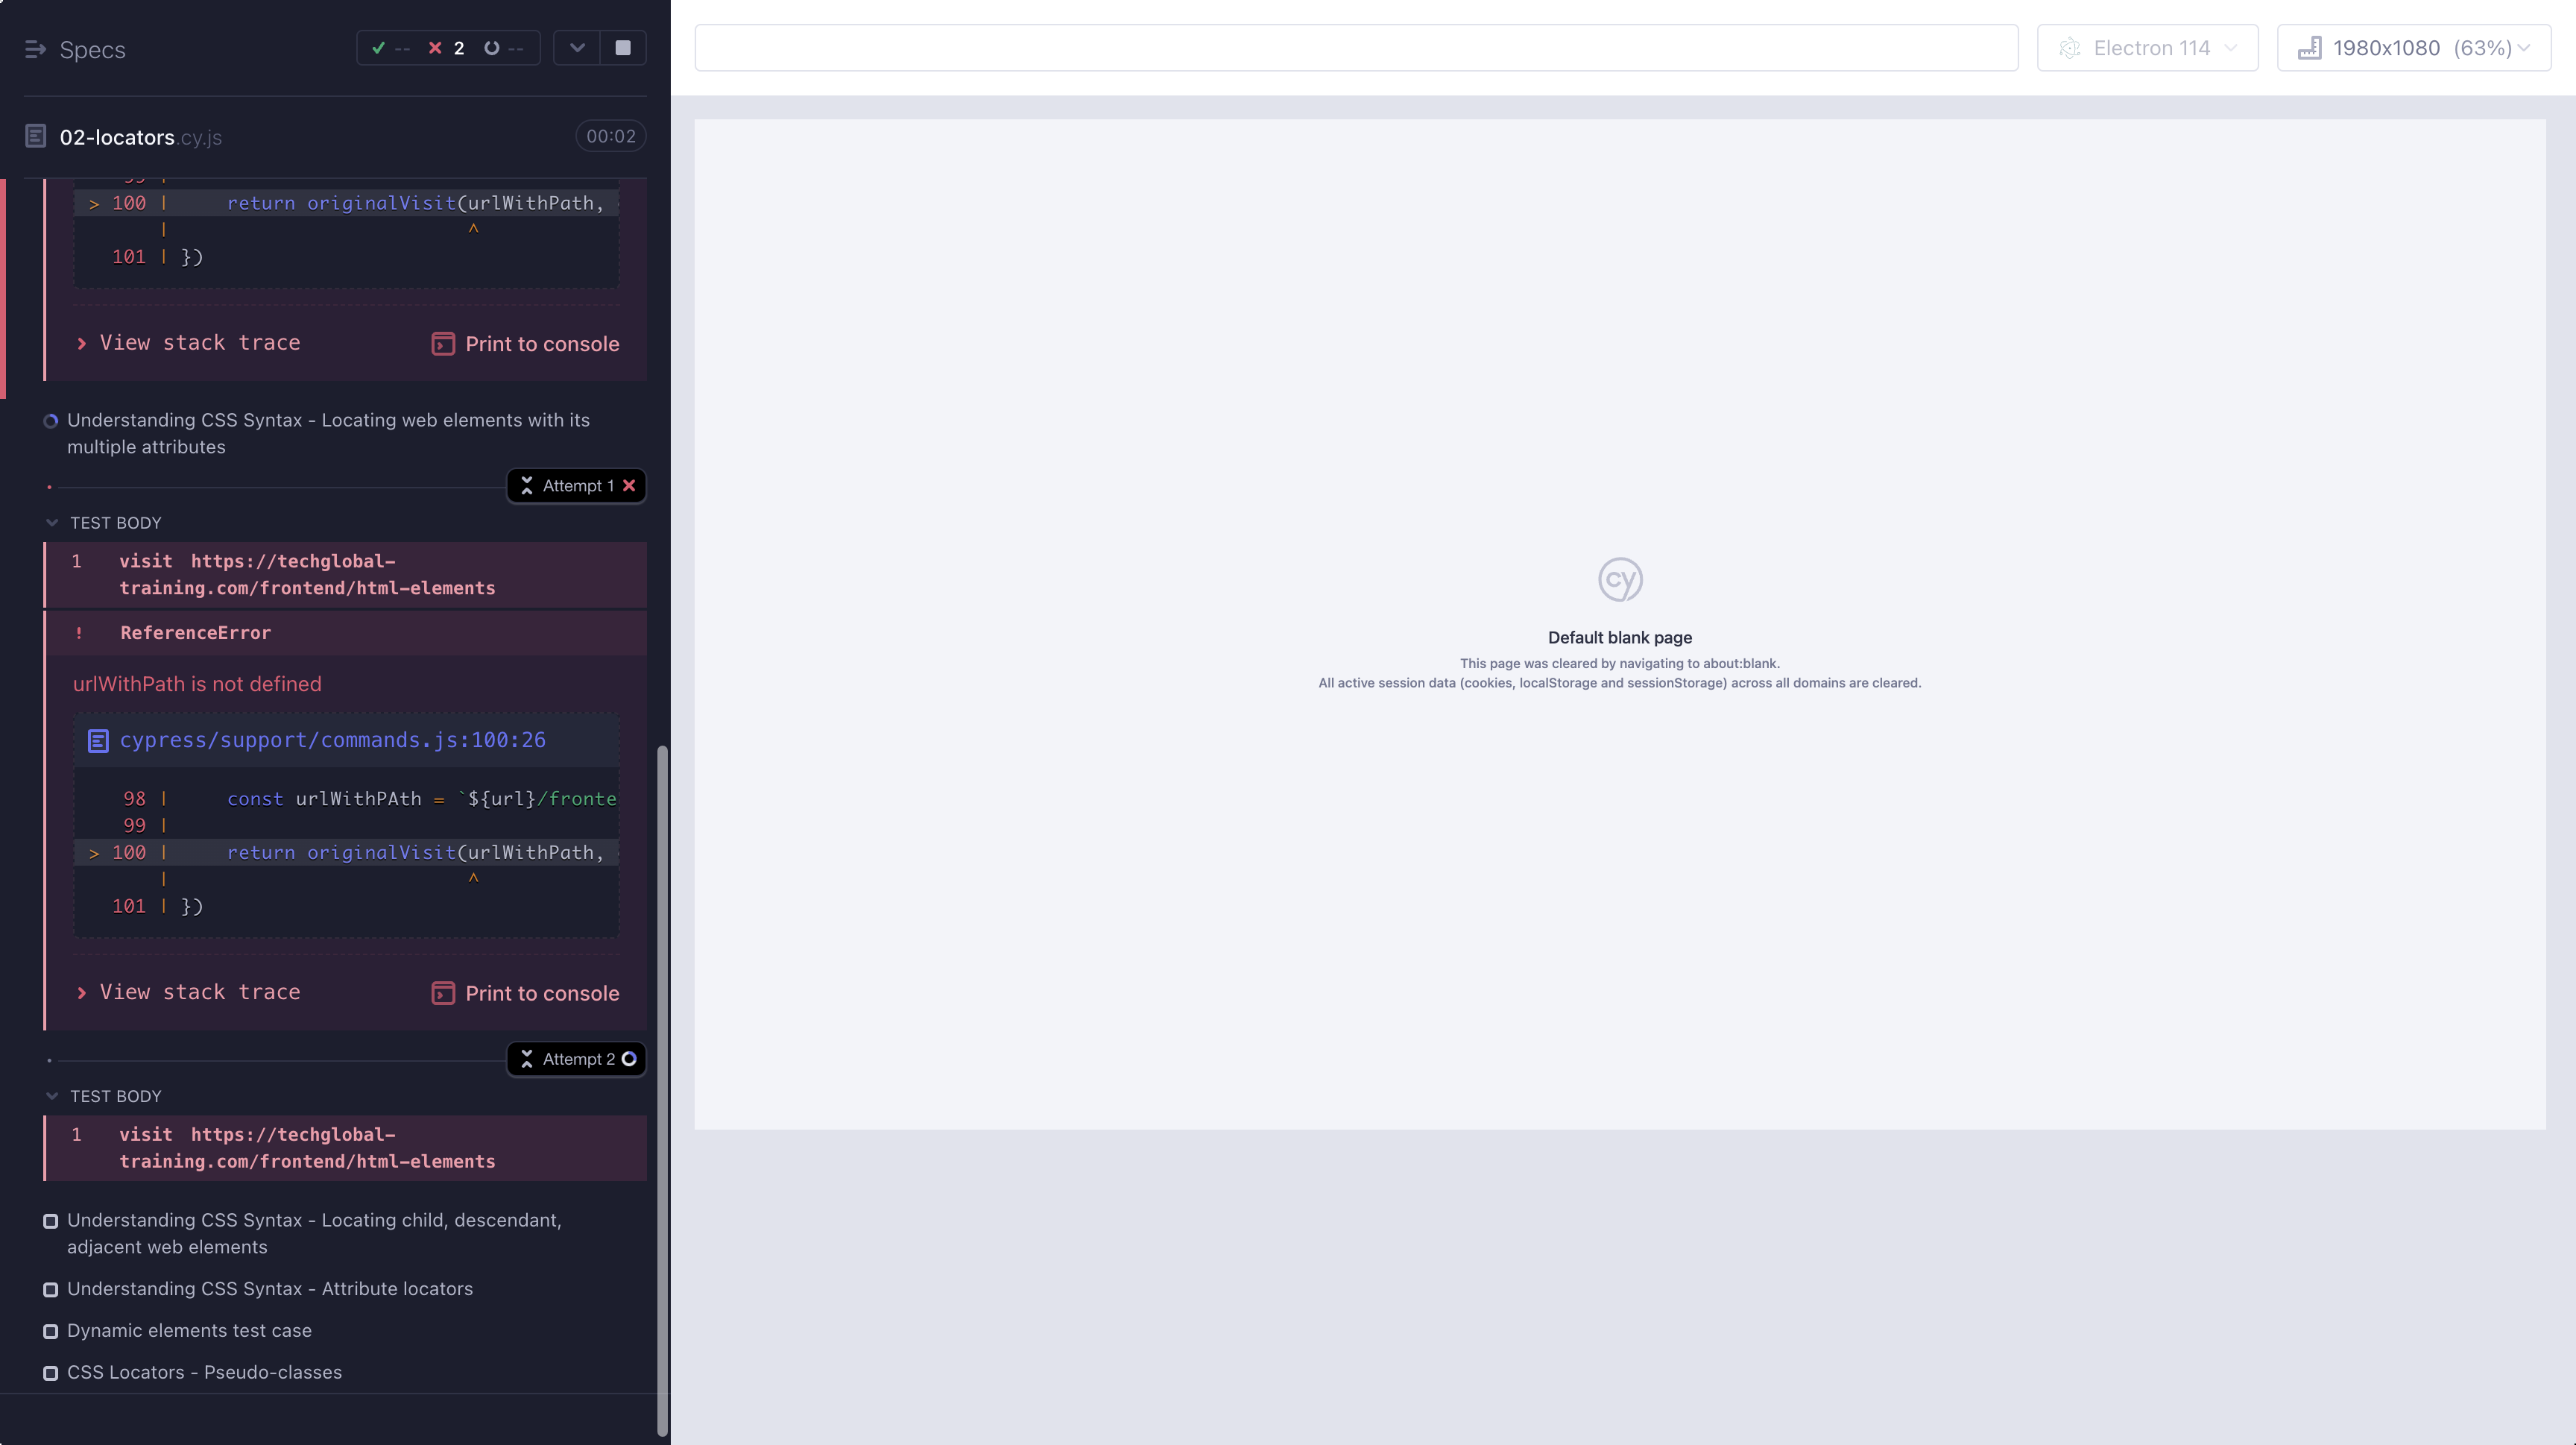 Specs
-- 2 --
02-locators.cy.js
00:02
> 100 | return originalVisit(urlWithPath,
| ^
101 | })
View stack trace
Print to console
Understanding CSS Syntax - Locating web elements with its
multiple attributes
Attempt 1
TEST BODY
1 visit https://techglobal-
training.com/frontend/html-elements
! ReferenceError
urlWithPath is not defined
cypress/support/commands.js:100:26
98 | const urlWithPAth = `${url}/fronte
99 |
> 100 | return originalVisit(urlWithPath,
| ^
101 | })
View stack trace
Print to console
Attempt 2
TEST BODY
1 visit https://techglobal-
training.com/frontend/html-elements
Understanding CSS Syntax - Locating child, descendant,
adjacent web elements
Understanding CSS Syntax - Attribute locators
Dynamic elements test case
CSS Locators - Pseudo-classes
Electron 114
1980x1080 (63%)
cy
Default blank page
This page was cleared by navigating to about:blank.
All active session data (cookies, localStorage and sessionStorage) across all domains are cleared.